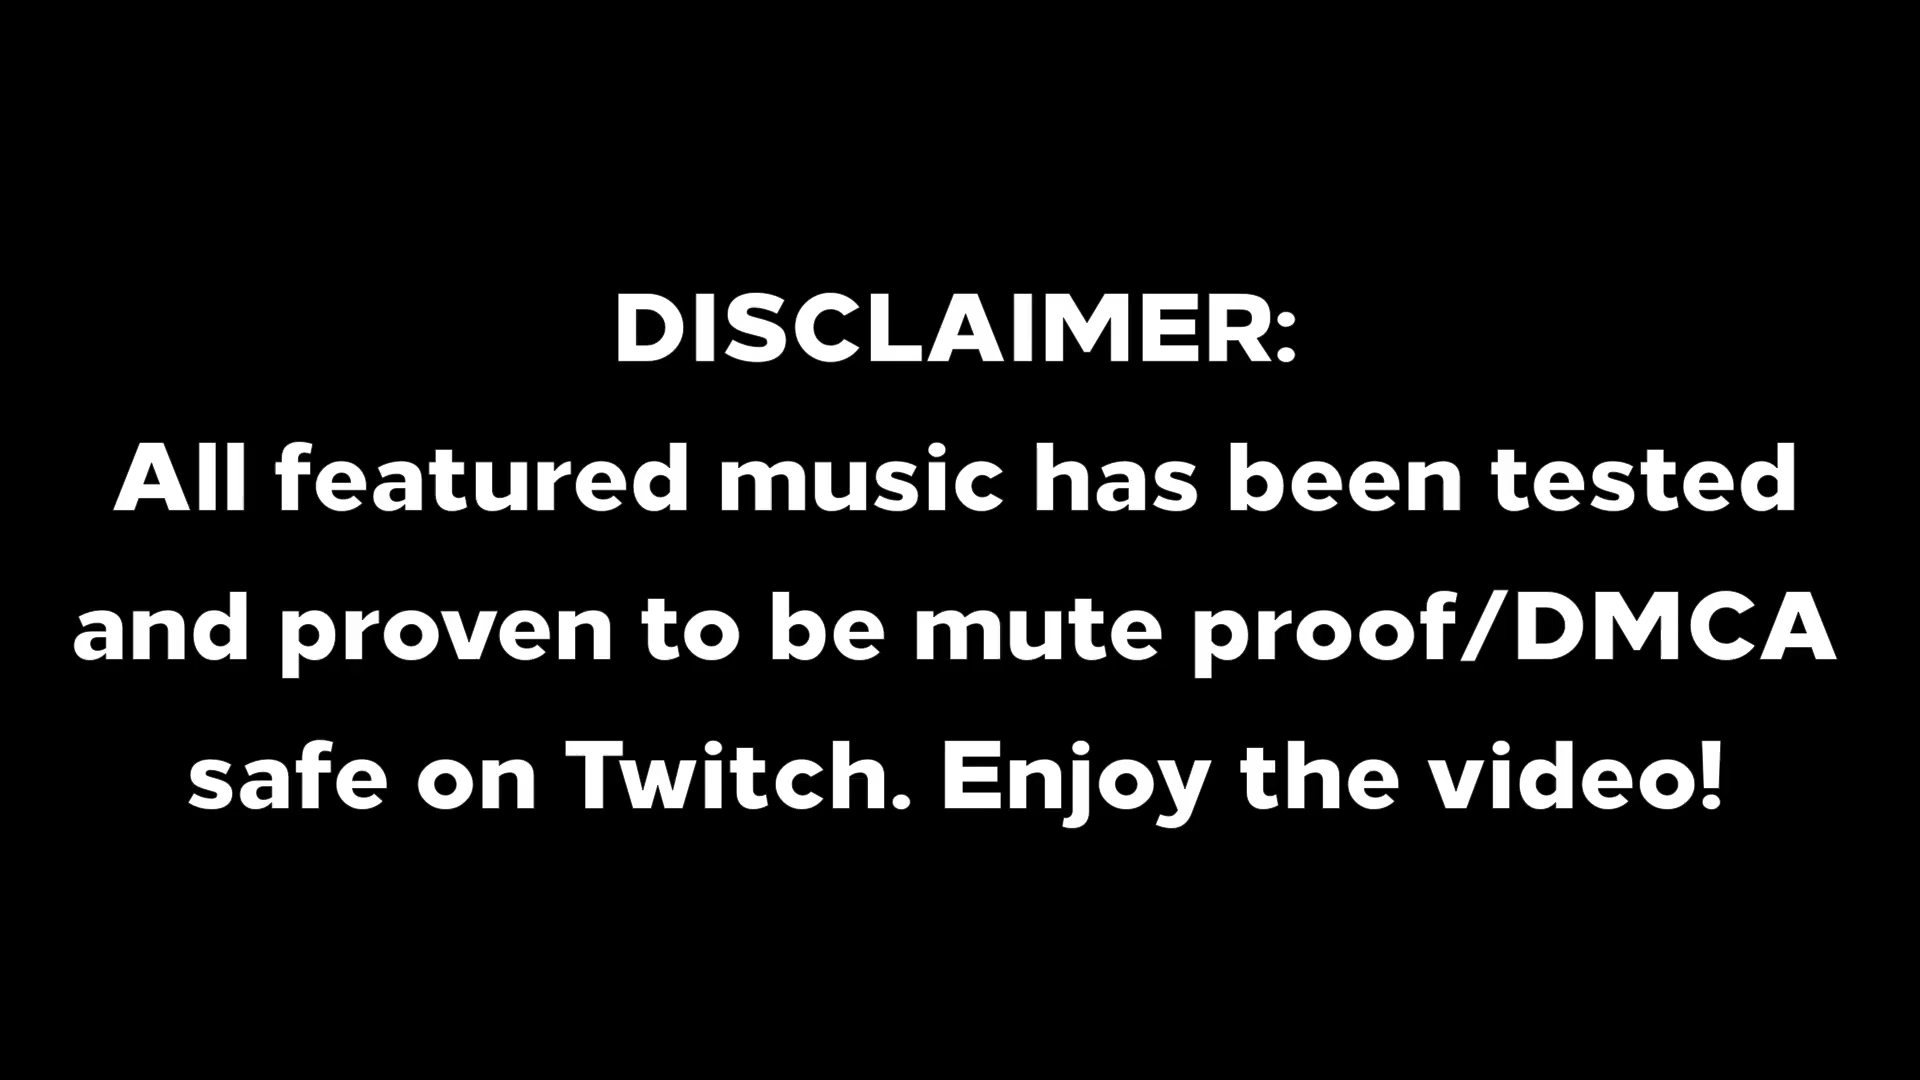 DISCLAIMER:
All featured music has been tested
and proven to be mute proof/DMCA
safe on Twitch. Enjoy the video!